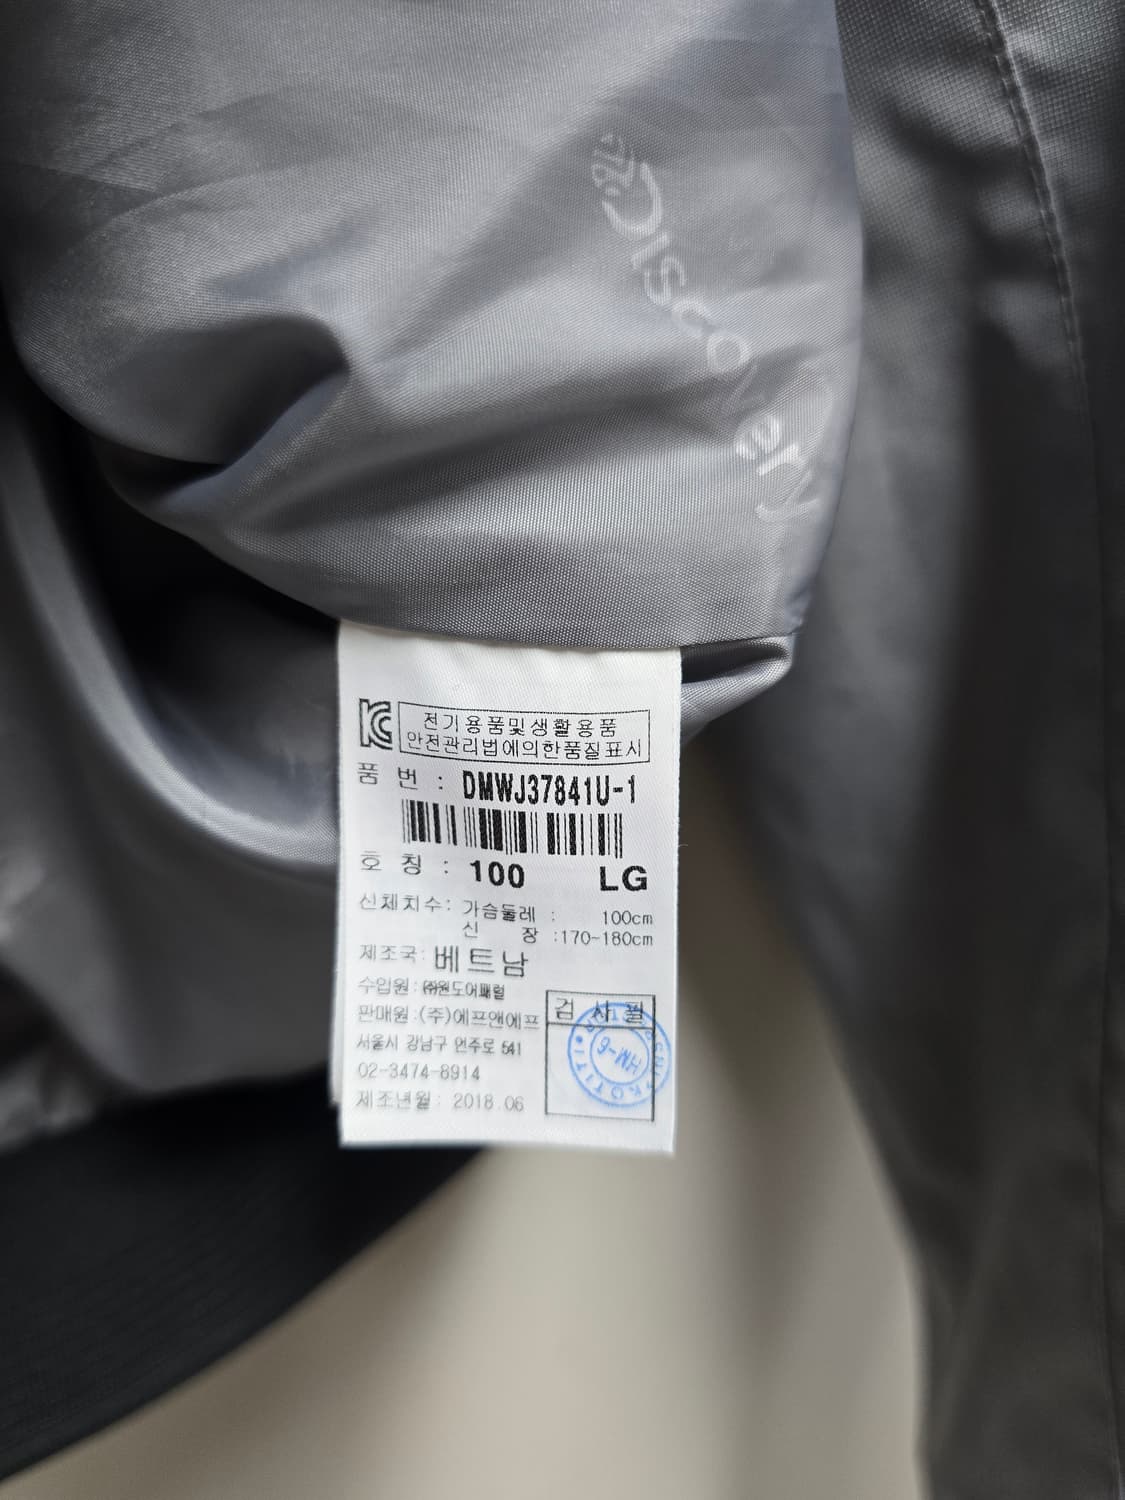 Discovery
전기용품및생활용품
안전관리법에의한품질표시
품 번 : DMWJ37841U-1
호 칭 : 100 LG
신체치수: 가슴둘레 : 100cm
신 장 :170-180cm
제조국: 베트남
수입원: ㈜원도어패럴
판매원:(주)에프앤에프
서울시 강남구 언주로 541
02-3474-8914
제조년월: 2018.06
검 사 필
HM-6